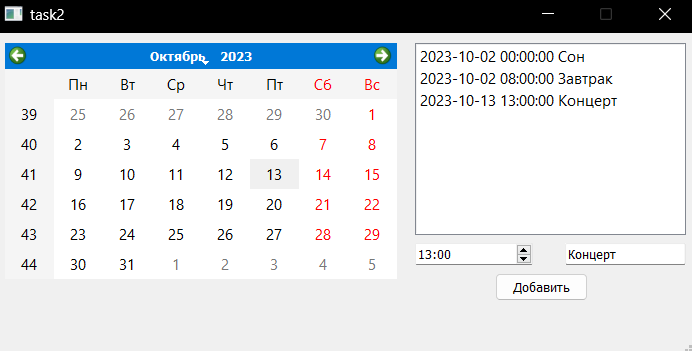 task2
Октябрь 2023
Пн Вт Ср Чт Пт Сб Вс
39 25 26 27 28 29 30 1
40 2 3 4 5 6 7 8
41 9 10 11 12 13 14 15
42 16 17 18 19 20 21 22
43 23 24 25 26 27 28 29
44 30 31 1 2 3 4 5
2023-10-02 00:00:00 Сон
2023-10-02 08:00:00 Завтрак
2023-10-13 13:00:00 Концерт
13:00
Концерт
Добавить